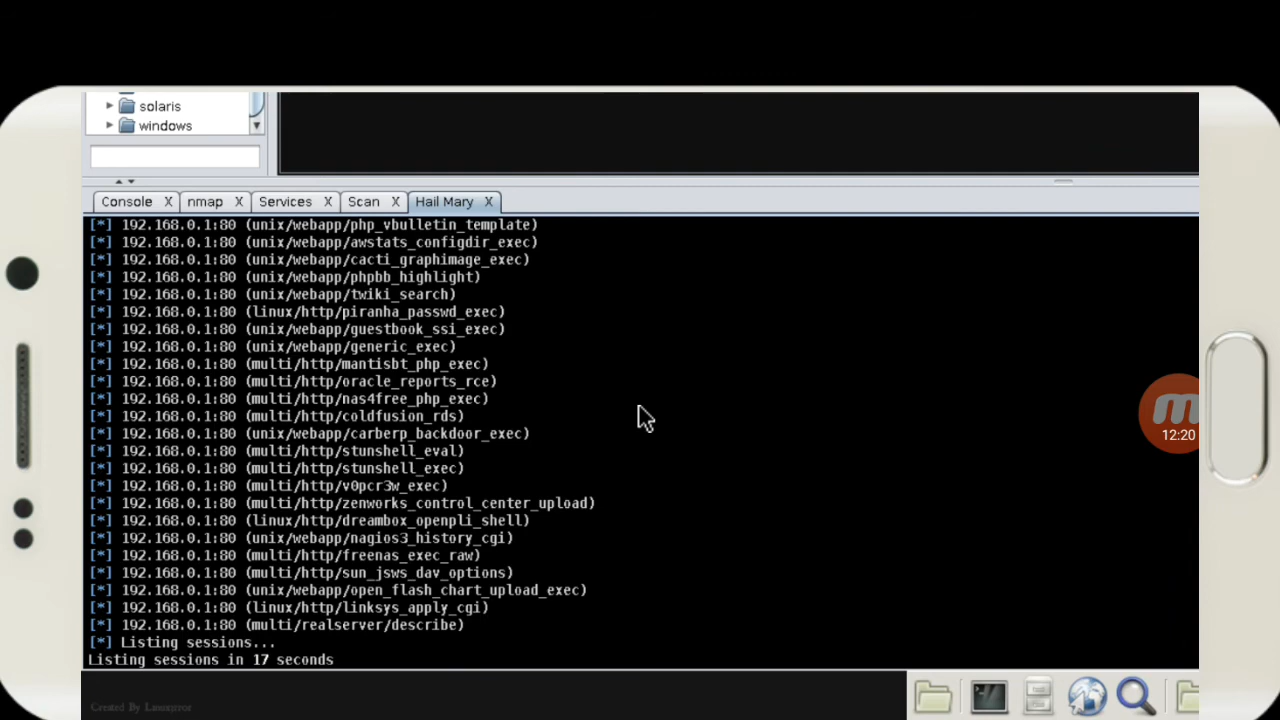 solaris
windows
Console X nmap X Services X Scan X Hail Mary X
[*] 192.168.0.1:80 (unix/webapp/php_vbulletin_template)
[*] 192.168.0.1:80 (unix/webapp/awstats_configdir_exec)
[*] 192.168.0.1:80 (unix/webapp/cacti_graphimage_exec)
[*] 192.168.0.1:80 (unix/webapp/phpbb_highlight)
[*] 192.168.0.1:80 (unix/webapp/twiki_search)
[*] 192.168.0.1:80 (linux/http/piranha_passwd_exec)
[*] 192.168.0.1:80 (unix/webapp/guestbook_ssi_exec)
[*] 192.168.0.1:80 (unix/webapp/generic_exec)
[*] 192.168.0.1:80 (multi/http/mantisbt_php_exec)
[*] 192.168.0.1:80 (multi/http/oracle_reports_rce)
[*] 192.168.0.1:80 (multi/http/nas4free_php_exec)
[*] 192.168.0.1:80 (multi/http/coldfusion_rds)
[*] 192.168.0.1:80 (unix/webapp/carberp_backdoor_exec)
[*] 192.168.0.1:80 (multi/http/stunshell_eval)
[*] 192.168.0.1:80 (multi/http/stunshell_exec)
[*] 192.168.0.1:80 (multi/http/v0pcr3w_exec)
[*] 192.168.0.1:80 (multi/http/zenworks_control_center_upload)
[*] 192.168.0.1:80 (linux/http/dreambox_openpli_shell)
[*] 192.168.0.1:80 (unix/webapp/nagios3_history_cgi)
[*] 192.168.0.1:80 (multi/http/freenas_exec_raw)
[*] 192.168.0.1:80 (multi/http/sun_jsws_dav_options)
[*] 192.168.0.1:80 (unix/webapp/open_flash_chart_upload_exec)
[*] 192.168.0.1:80 (linux/http/linksys_apply_cgi)
[*] 192.168.0.1:80 (multi/realserver/describe)
[*] Listing sessions...
Listing sessions in 17 seconds
12:20
Created By